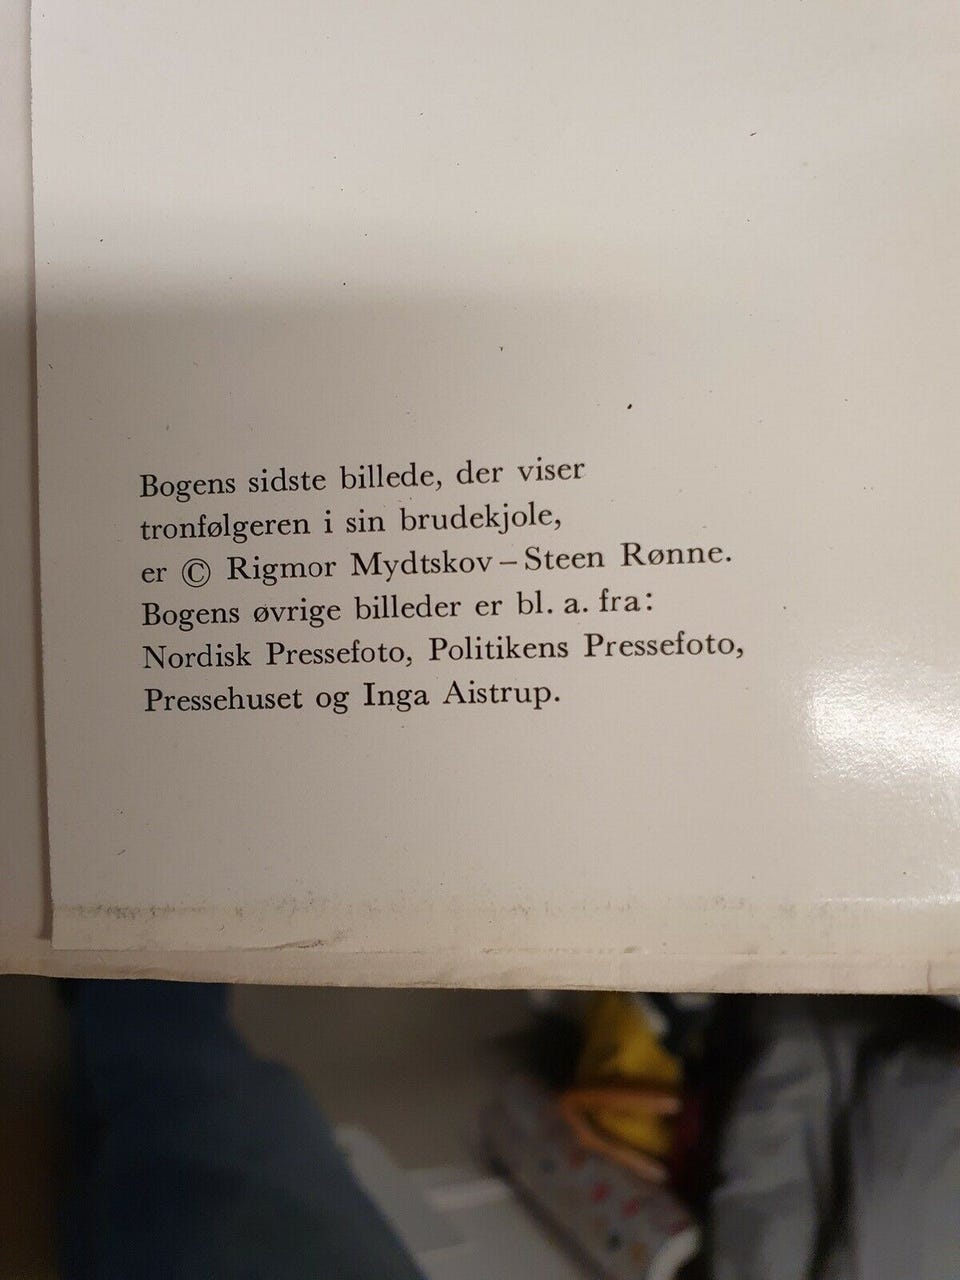 Bogens sidste billede, der viser
tronfølgeren i sin brudekjole,
er © Rigmor Mydtskov – Steen Rønne.
Bogens øvrige billeder er bl. a. fra:
Nordisk Pressefoto, Politikens Pressefoto,
Pressehuset og Inga Aistrup.